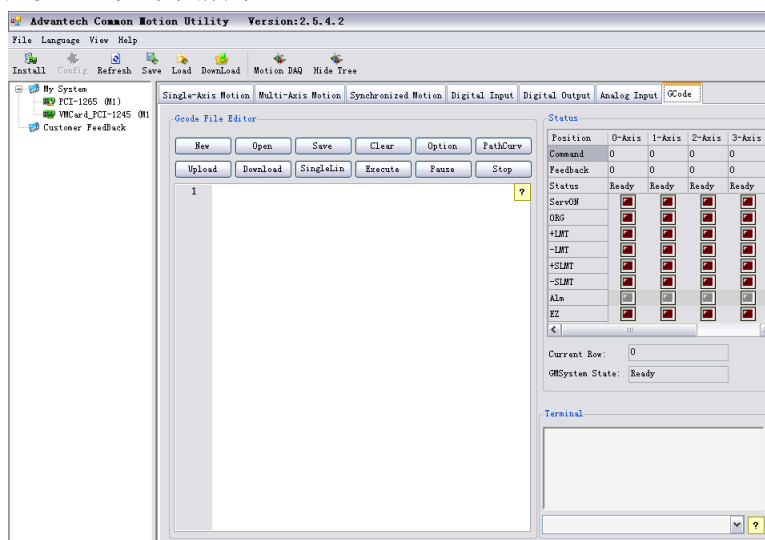 Advantech Common Motion Utility Version:2.5.4.2
File Language View Help
Install Config Refresh Save Load DownLoad Motion DAQ Hide Tree
My System
PCI-1265 (M1)
VMCard_PCI-1245 (M1
Customer FeedBack
Single-Axis Motion Multi-Axis Motion Synchronized Motion Digital Input Digital Output Analog Input GCode
Gcode File Editor
New Open Save Clear Option PathCurv
Upload Download SingleLin Execute Pause Stop
1 ?
Status
Position 0-Axis 1-Axis 2-Axis 3-Axis
Command 0 0 0 0
Feedback 0 0 0 0
Status Ready Ready Ready Ready
ServON
ORG
+LMT
-LMT
+SLMT
-SLMT
Alm
EZ
Current Row: 0
GMSystem State: Ready
Terminal
?